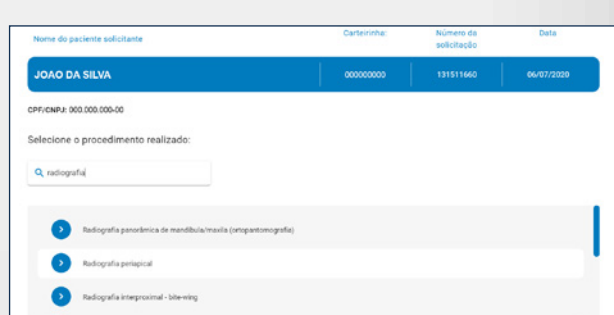 Nome do paciente solicitante
Carteirinha:
Número da
solicitação
Data
JOAO DA SILVA
000000000
131511660
06/07/2020
CPF/CNPJ: 000.000.000-00
Selecione o procedimento realizado:
radiografia
Radiografia panorâmica de mandíbula/maxila (ortopantomografia)
Radiografia periapical
Radiografia interproximal - bite-wing